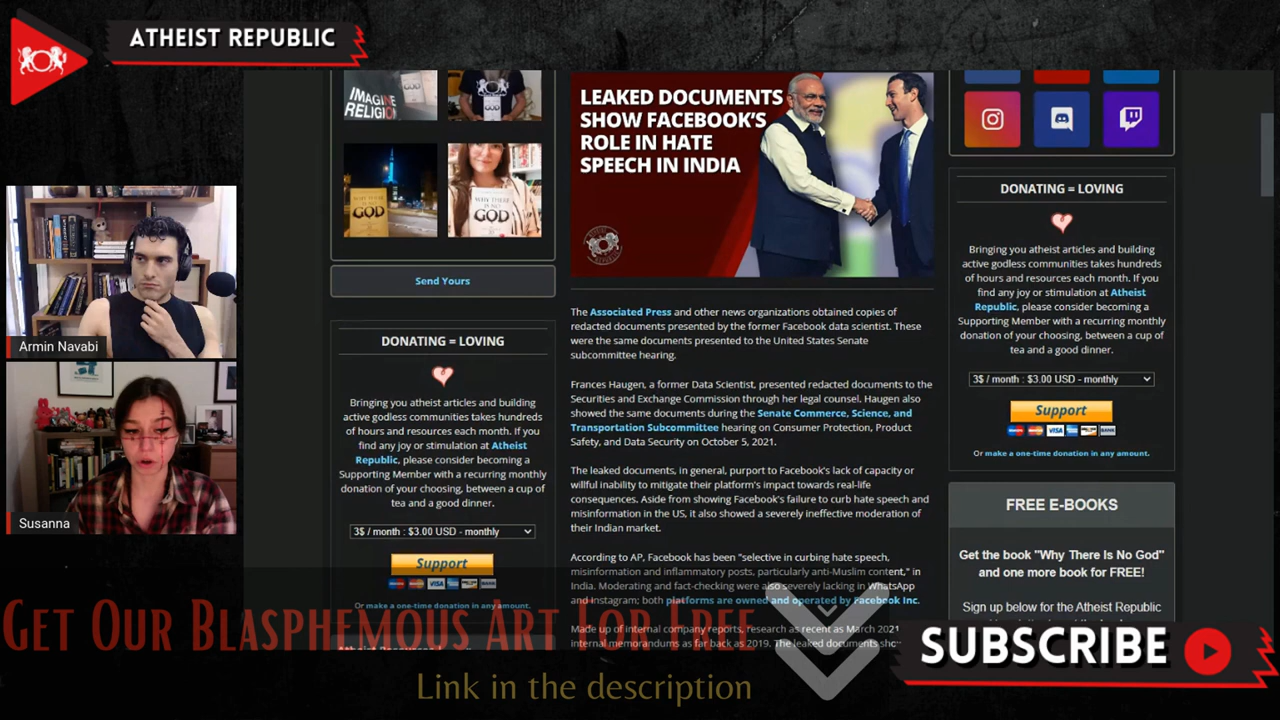 ATHEIST REPUBLIC
IMAGINE
RELIGION
WHY THERE
IS NO
GOD
WHY THERE
IS NO
GOD
Send Yours
DONATING = LOVING
Bringing you atheist articles and building
active godless communities takes hundreds
of hours and resources each month. If you
find any joy or stimulation at Atheist
Republic, please consider becoming a
Supporting Member with a recurring monthly
donation of your choosing, between a cup of
tea and a good dinner.
3$ / month : $3.00 USD - monthly
Support
VISA
BANK
Or make a one-time donation in any amount.
LEAKED DOCUMENTS
SHOW FACEBOOK'S
ROLE IN HATE
SPEECH IN INDIA
The Associated Press and other news organizations obtained copies of
redacted documents presented by the former Facebook data scientist. These
were the same documents presented to the United States Senate
subcommittee hearing.
Frances Haugen, a former Data Scientist, presented redacted documents to the
Securities and Exchange Commission through her legal counsel. Haugen also
showed the same documents during the Senate Commerce, Science, and
Transportation Subcommittee hearing on Consumer Protection, Product
Safety, and Data Security on October 5, 2021.
The leaked documents, in general, purport to Facebook's lack of capacity or
willful inability to mitigate their platform's impact towards real-life
consequences. Aside from showing Facebook's failure to curb hate speech and
misinformation in the US, it also showed a severely ineffective moderation of
their Indian market.
According to AP, Facebook has been "selective in curbing hate speech,
misinformation and inflammatory posts, particularly anti-Muslim content," in
India. Moderating and fact-checking were also severely lacking in WhatsApp
and Instagram; both platforms are owned and operated by Facebook Inc.
Made up of internal company reports, research as recent as March 2021
internal memorandums as far back as 2019. The leaked documents sho
DONATING = LOVING
Bringing you atheist articles and building
active godless communities takes hundreds
of hours and resources each month. If you
find any joy or stimulation at Atheist
Republic, please consider becoming a
Supporting Member with a recurring monthly
donation of your choosing, between a cup of
tea and a good dinner.
3$ / month : $3.00 USD - monthly
Support
VISA
BANK
Or make a one-time donation in any amount.
FREE E-BOOKS
Get the book "Why There Is No God"
and one more book for FREE!
Sign up below for the Atheist Republic
Armin Navabi
Susanna
Get Our Blasphemous Art For Free
Link in the description
SUBSCRIBE